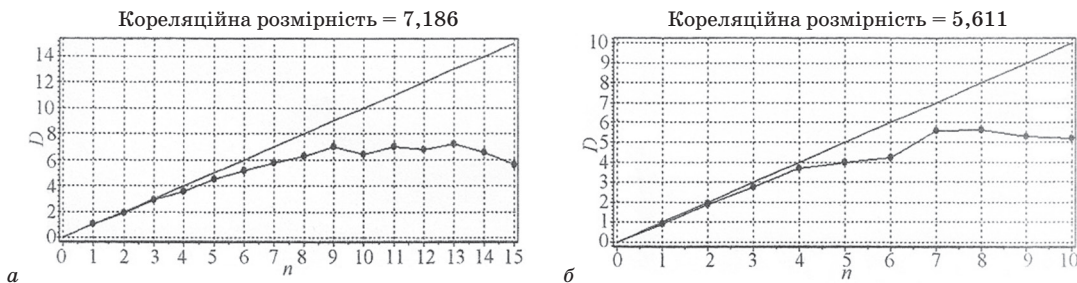 Кореляційна розмірність = 7,186
14
12
10
8
6
4
2
0
D
0 1 2 3 4 5 6 7 8 9 10 11 12 13 14 15
n
а
Кореляційна розмірність = 5,611
10
9
8
7
6
5
4
3
2
1
0
D
0 1 2 3 4 5 6 7 8 9 10
n
б